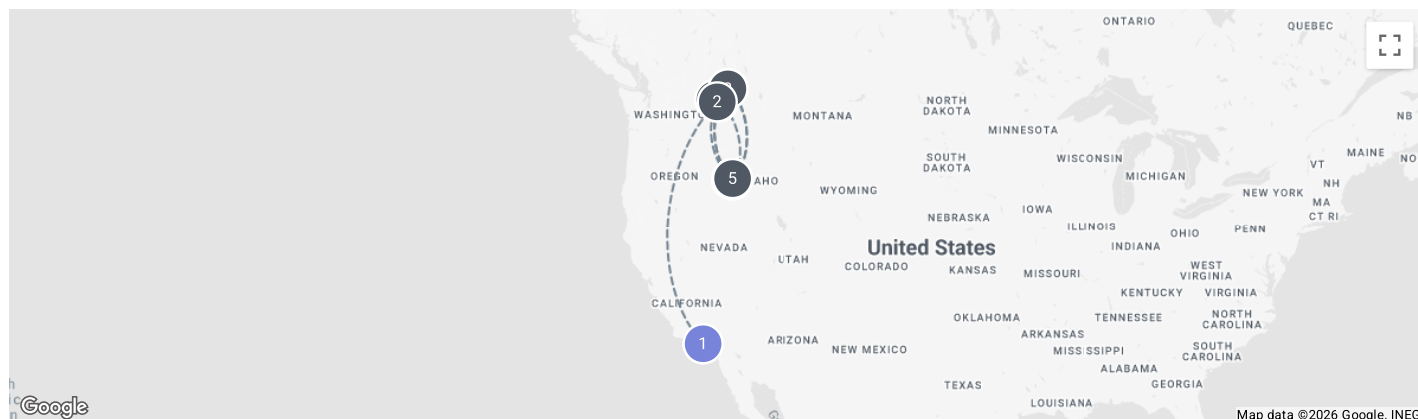 ONTARIO
QUEBEC
WASHINGT
MONTANA
NORTH
DAKOTA
MINNESOTA
NB
2
OREGON
5
AHO
WYOMING
SOUTH
DAKOTA
WISCONSIN
MICHIGAN
VT
MAINE
NO
NH
NEW YORK
MA
CT RI
NEBRASKA
IOWA
ILLINOIS
INDIANA
OHIO
PENN
NEVADA
UTAH
United States
COLORADO
KANSAS
MISSOURI
WEST
VIRGINIA
KENTUCKY
VIRGINIA
CALIFORNIA
OKLAHOMA
TENNESSEE
NORTH
CAROLINA
1
ARIZONA
NEW MEXICO
ARKANSAS
MISSISSIPPI
SOUTH
CAROLINA
ALABAMA
TEXAS
GEORGIA
LOUISIANA
Google
Map data ©2026 Google, INEG